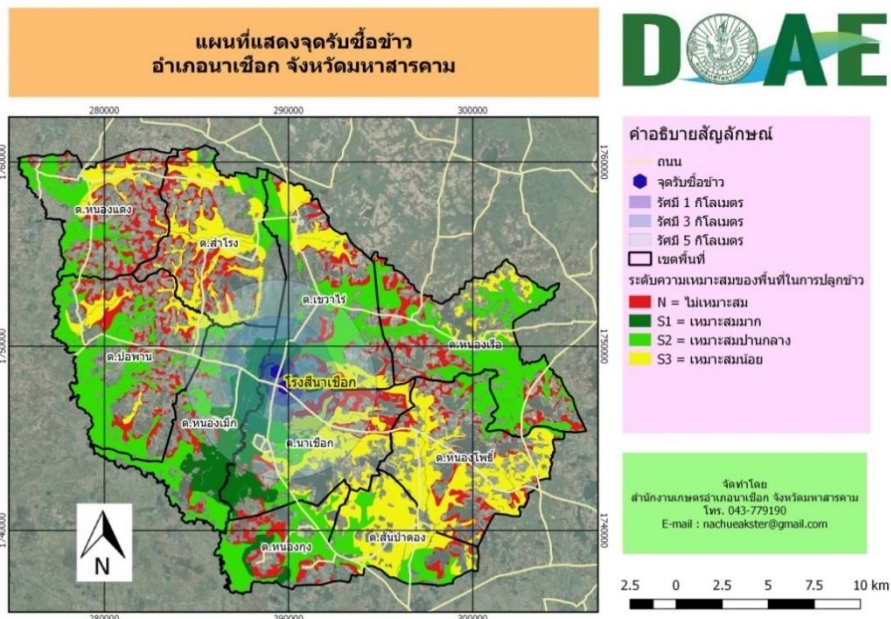 แผนที่แสดงจุดรับซื้อข้าว
อำเภอนาเชือก จังหวัดมหาสารคาม
DOAE
280000
290000
300000
1760000
1760000
ต.หนองแดง
ต.สำโรง
ต.เขวาไร่
1750000
1750000
ต.หนองเรือ
ต.ปอพาน
โรงสีนาเชือก
ต.หนองเม็ก
ต.นาเชือก
ต.หนองโพธิ์
1740000
1740000
ต.สันป่าตอง
ต.หนองกุง
N
280000
290000
300000
คำอธิบายสัญลักษณ์
ถนน
จุดรับซื้อข้าว
รัศมี 1 กิโลเมตร
รัศมี 3 กิโลเมตร
รัศมี 5 กิโลเมตร
เขตพื้นที่
ระดับความเหมาะสมของพื้นที่ในการปลูกข้าว
N = ไม่เหมาะสม
S1 = เหมาะสมมาก
S2 = เหมาะสมปานกลาง
S3 = เหมาะสมน้อย
จัดทำโดย
สำนักงานเกษตรอำเภอนาเชือก จังหวัดมหาสารคาม
โทร. 043-779190
E-mail : nachueakster@gmail.com
2.5 0 2.5 5 7.5 10 km